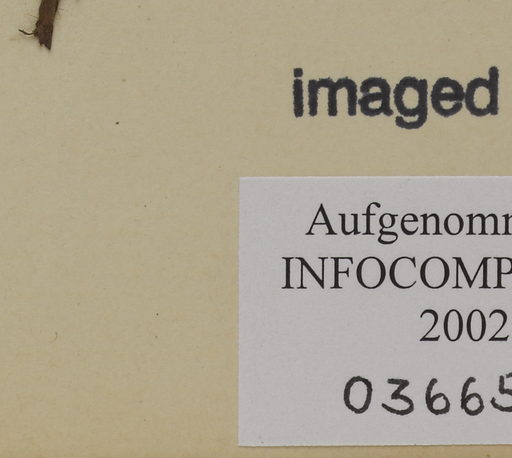 imaged
Aufgenomm
INFOCOMP
2002
03665